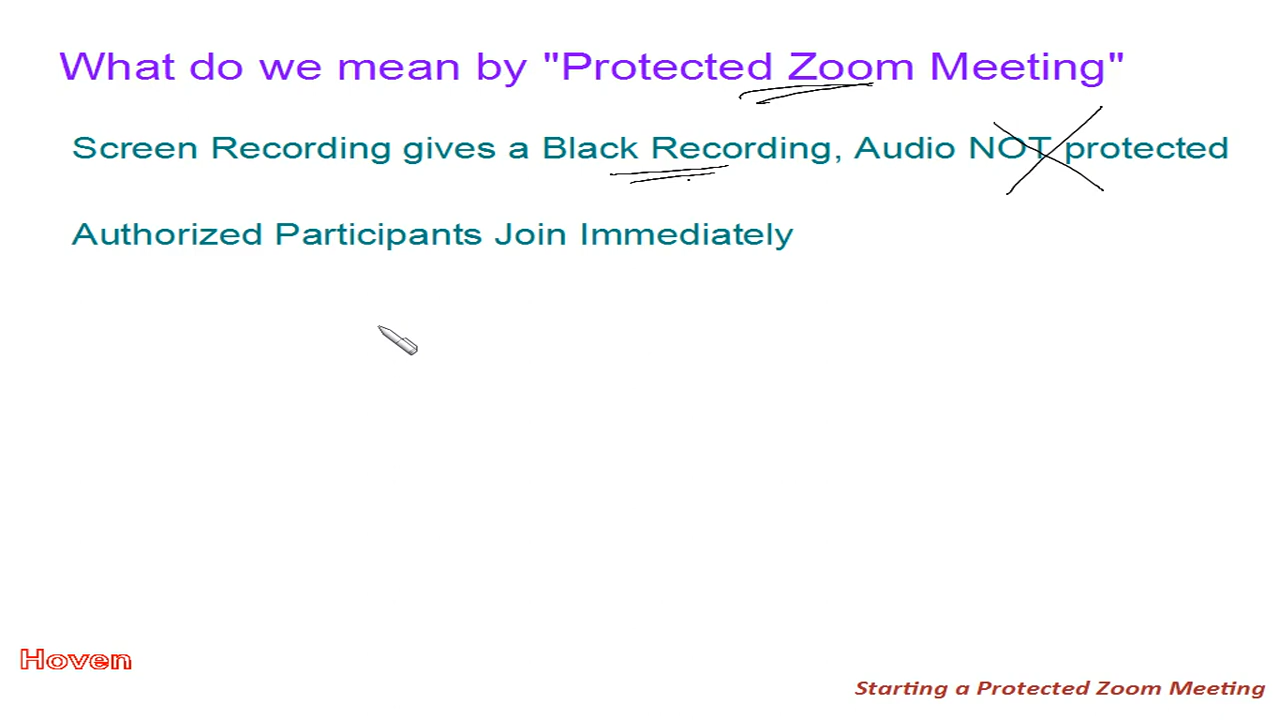 What do we mean by "Protected Zoom Meeting"
Screen Recording gives a Black Recording, Audio NOT protected
Authorized Participants Join Immediately
Hoven
Starting a Protected Zoom Meeting